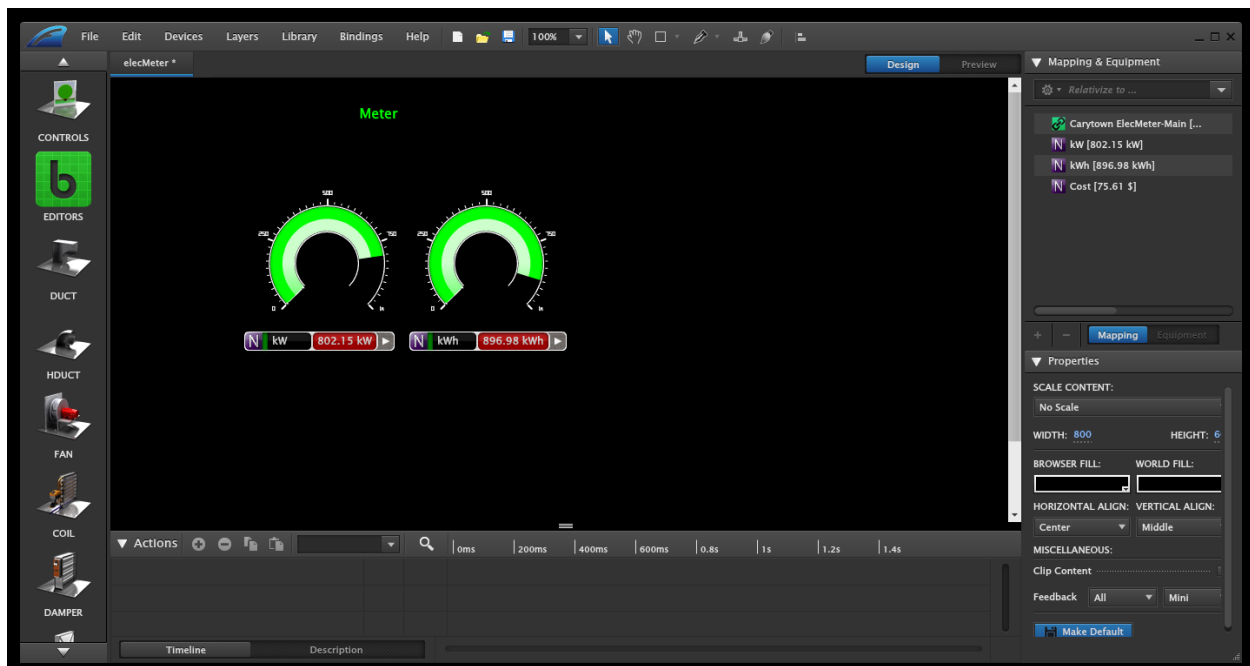 File Edit Devices Layers Library Bindings Help 100%
elecMeter * Design Preview
CONTROLS
EDITORS
DUCT
HDUCT
FAN
COIL
DAMPER
Meter
500
250 750
0 1k
N kW 802.15 kW
500
250 750
0 1k
N kWh 896.98 kWh
Actions 0ms 200ms 400ms 600ms 0.8s 1s 1.2s 1.4s
Timeline Description
Mapping & Equipment
Relativize to ...
Carytown ElecMeter-Main [...
N kW [802.15 kW]
N kWh [896.98 kWh]
N Cost [75.61 $]
+ − Mapping Equipment
Properties
SCALE CONTENT:
No Scale
WIDTH: 800 HEIGHT: 6
BROWSER FILL: WORLD FILL:
HORIZONTAL ALIGN: VERTICAL ALIGN:
Center Middle
MISCELLANEOUS:
Clip Content
Feedback All Mini
Make Default